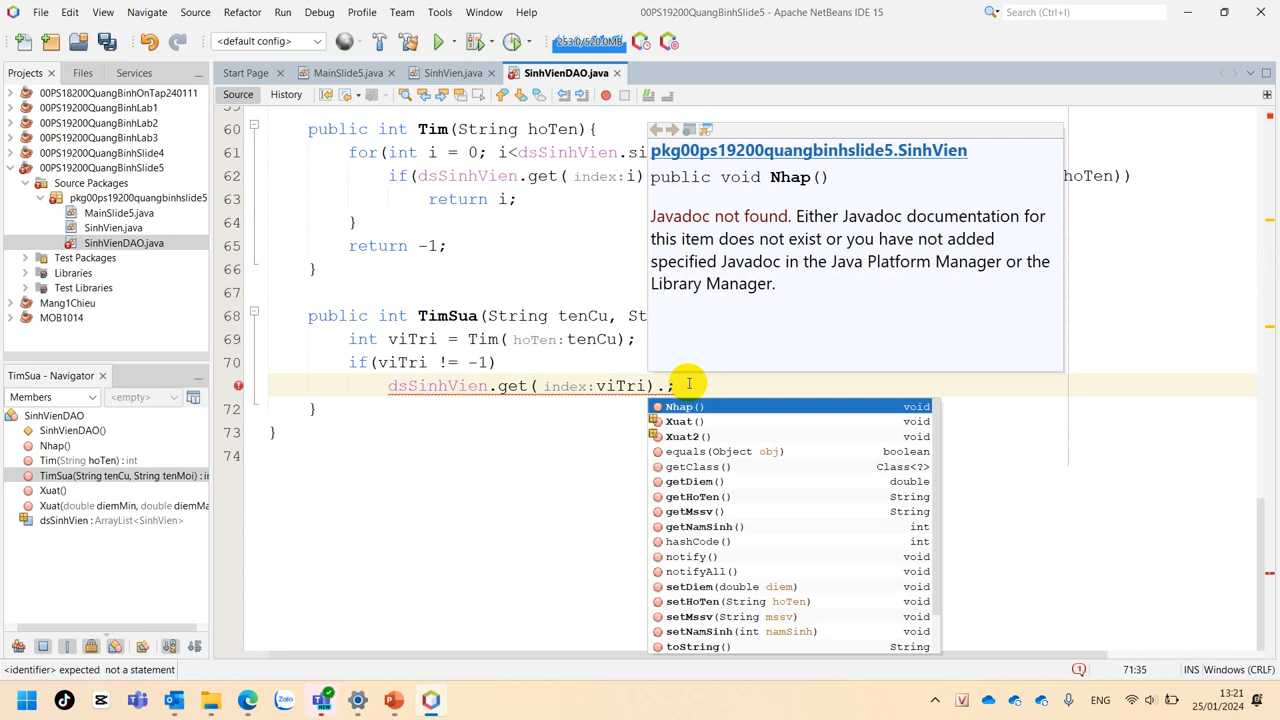 File Edit View Navigate Source Refactor Run Debug Profile Team Tools Window Help
00PS19200QuangBinhSlide5 - Apache NetBeans IDE 15
Search (Ctrl+I)
<default config>
253.0/520.0MB
Projects Files Services
Start Page MainSlide5.java SinhVien.java SinhVienDAO.java
Source History
00PS18200QuangBinhOnTap240111
00PS19200QuangBinhLab1
00PS19200QuangBinhLab2
00PS19200QuangBinhLab3
00PS19200QuangBinhSlide4
00PS19200QuangBinhSlide5
Source Packages
pkg00ps19200quangbinhslide5
MainSlide5.java
SinhVien.java
SinhVienDAO.java
Test Packages
Libraries
Test Libraries
Mang1Chieu
MOB1014
TimSua - Navigator
Members <empty>
SinhVienDAO
SinhVienDAO()
Nhap()
Tim(String hoTen) : int
TimSua(String tenCu, String tenMoi) : i
Xuat()
Xuat(double diemMin, double diemMa
dsSinhVien : ArrayList<SinhVien>
59
60 public int Tim(String hoTen){
61 for(int i = 0; i<dsSinhVien.si
62 if(dsSinhVien.get(index:i) hoTen))
63 return i;
64 }
65 return -1;
66 }
67
68 public int TimSua(String tenCu, St
69 int viTri = Tim(hoTen:tenCu);
70 if(viTri != -1)
dsSinhVien.get(index:viTri).;
72 }
73 }
74
pkg00ps19200quangbinhslide5.SinhVien
public void Nhap()
Javadoc not found. Either Javadoc documentation for
this item does not exist or you have not added
specified Javadoc in the Java Platform Manager or the
Library Manager.
Nhap() void
Xuat() void
Xuat2() void
equals(Object obj) boolean
getClass() Class<?>
getDiem() double
getHoTen() String
getMssv() String
getNamSinh() int
hashCode() int
notify() void
notifyAll() void
setDiem(double diem) void
setHoTen(String hoTen) void
setMssv(String mssv) void
setNamSinh(int namSinh) void
toString() String
<identifier> expected not a statement
1 71:35 INS Windows (CRLF)
Zalo
NEW
ENG
13:21
25/01/2024